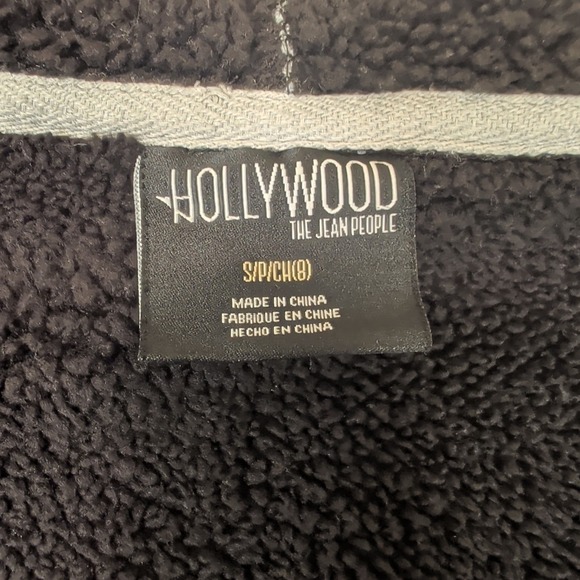 HOLLYWOOD
THE JEAN PEOPLE
S/P/CH(8)
MADE IN CHINA
FABRIQUE EN CHINE
HECHO EN CHINA